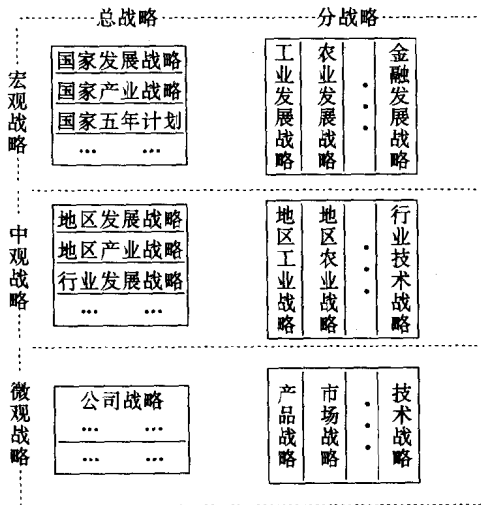 总战略
分战略
宏观战略
国家发展战略
国家产业战略
国家五年计划
… …
工业发展战略
农业发展战略
···
金融发展战略
中观战略
地区发展战略
地区产业战略
行业发展战略
… …
地区工业战略
地区农业战略
···
行业技术战略
微观战略
公司战略
… …
… …
产品战略
市场战略
···
技术战略